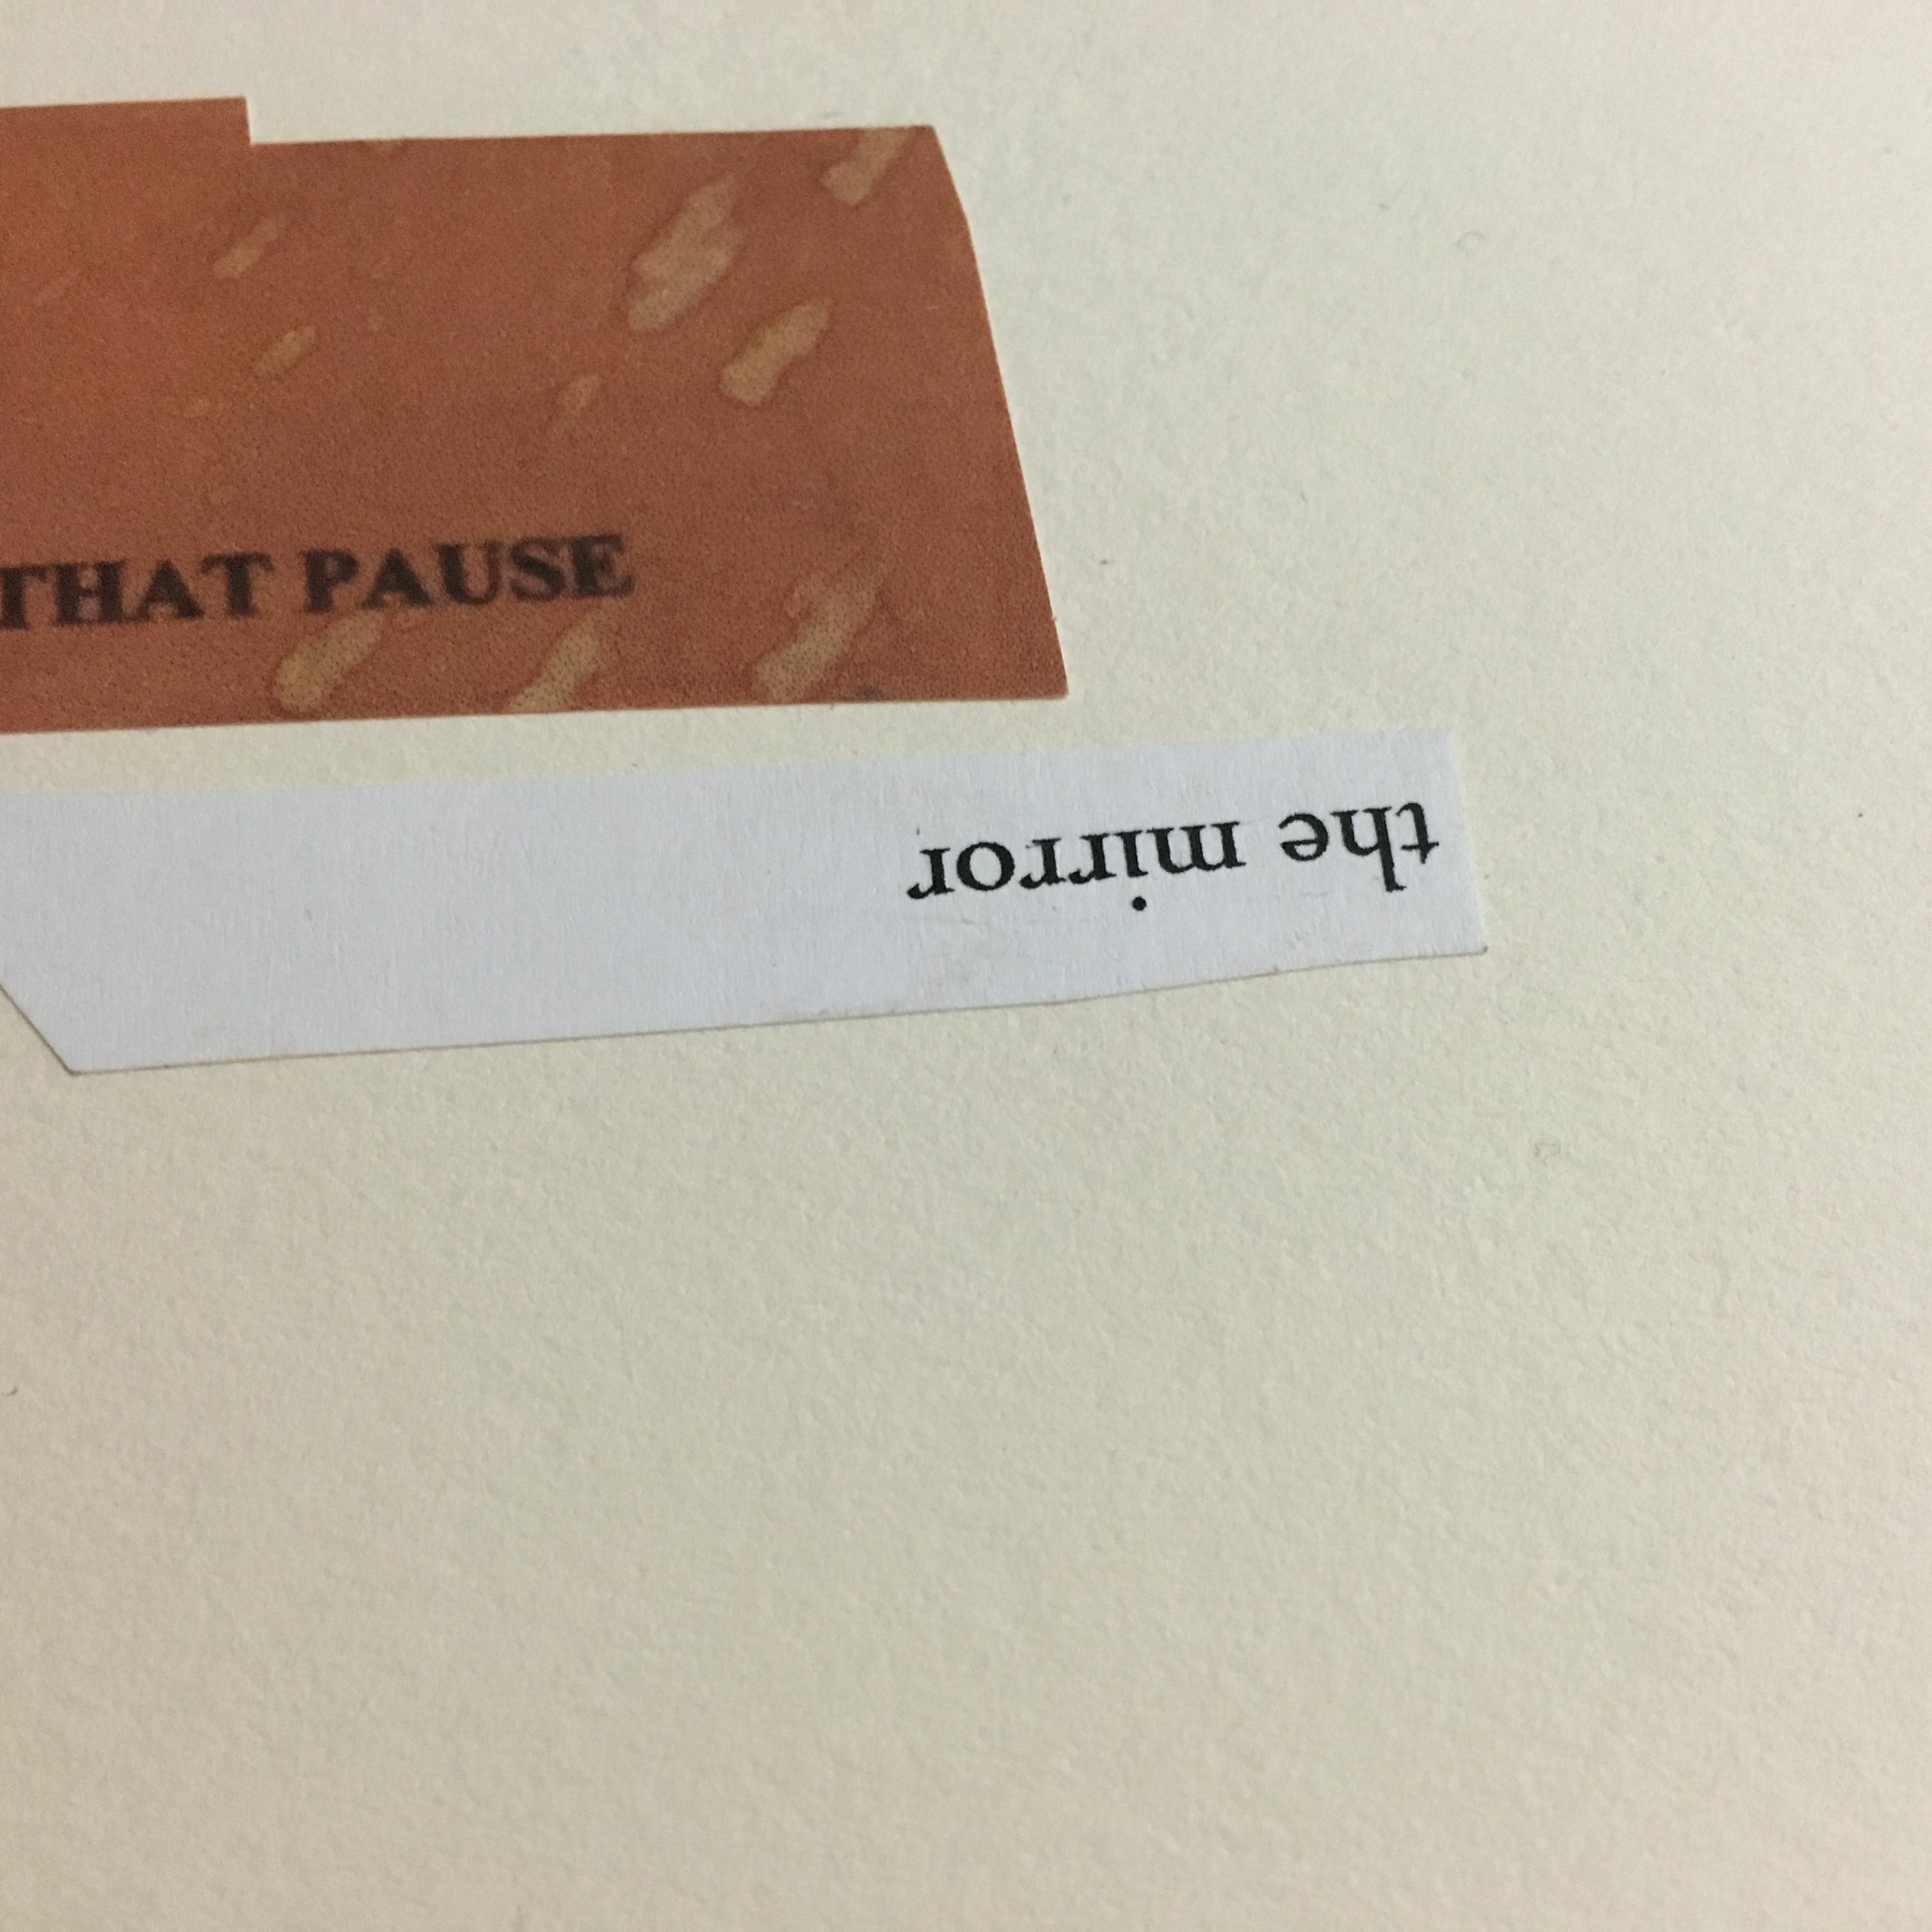 THAT PAUSE
the mirror